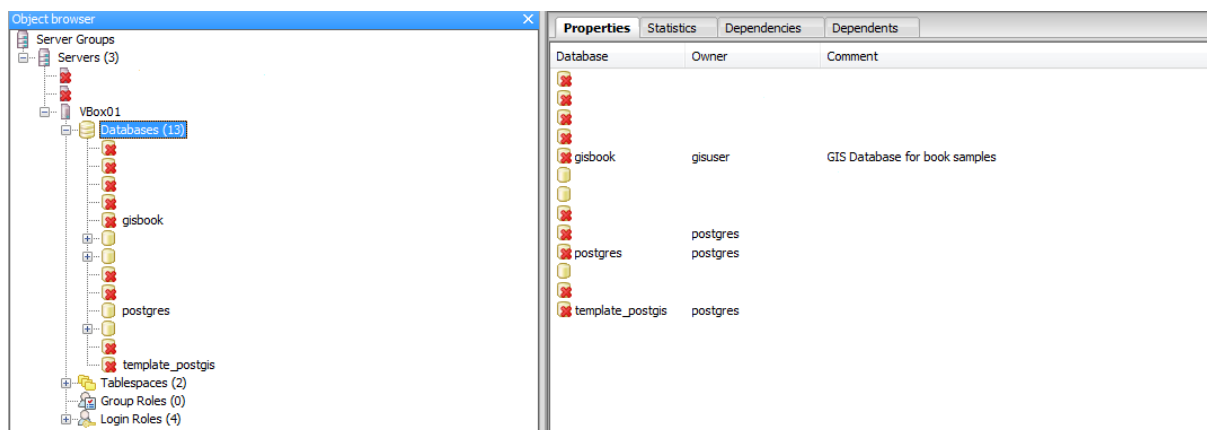 Object browser
Server Groups
Servers (3)
VBox01
Databases (13)
gisbook
postgres
template_postgis
Tablespaces (2)
Group Roles (0)
Login Roles (4)
Properties Statistics Dependencies Dependents
Database Owner Comment
gisbook gisuser GIS Database for book samples
postgres
postgres postgres
template_postgis postgres